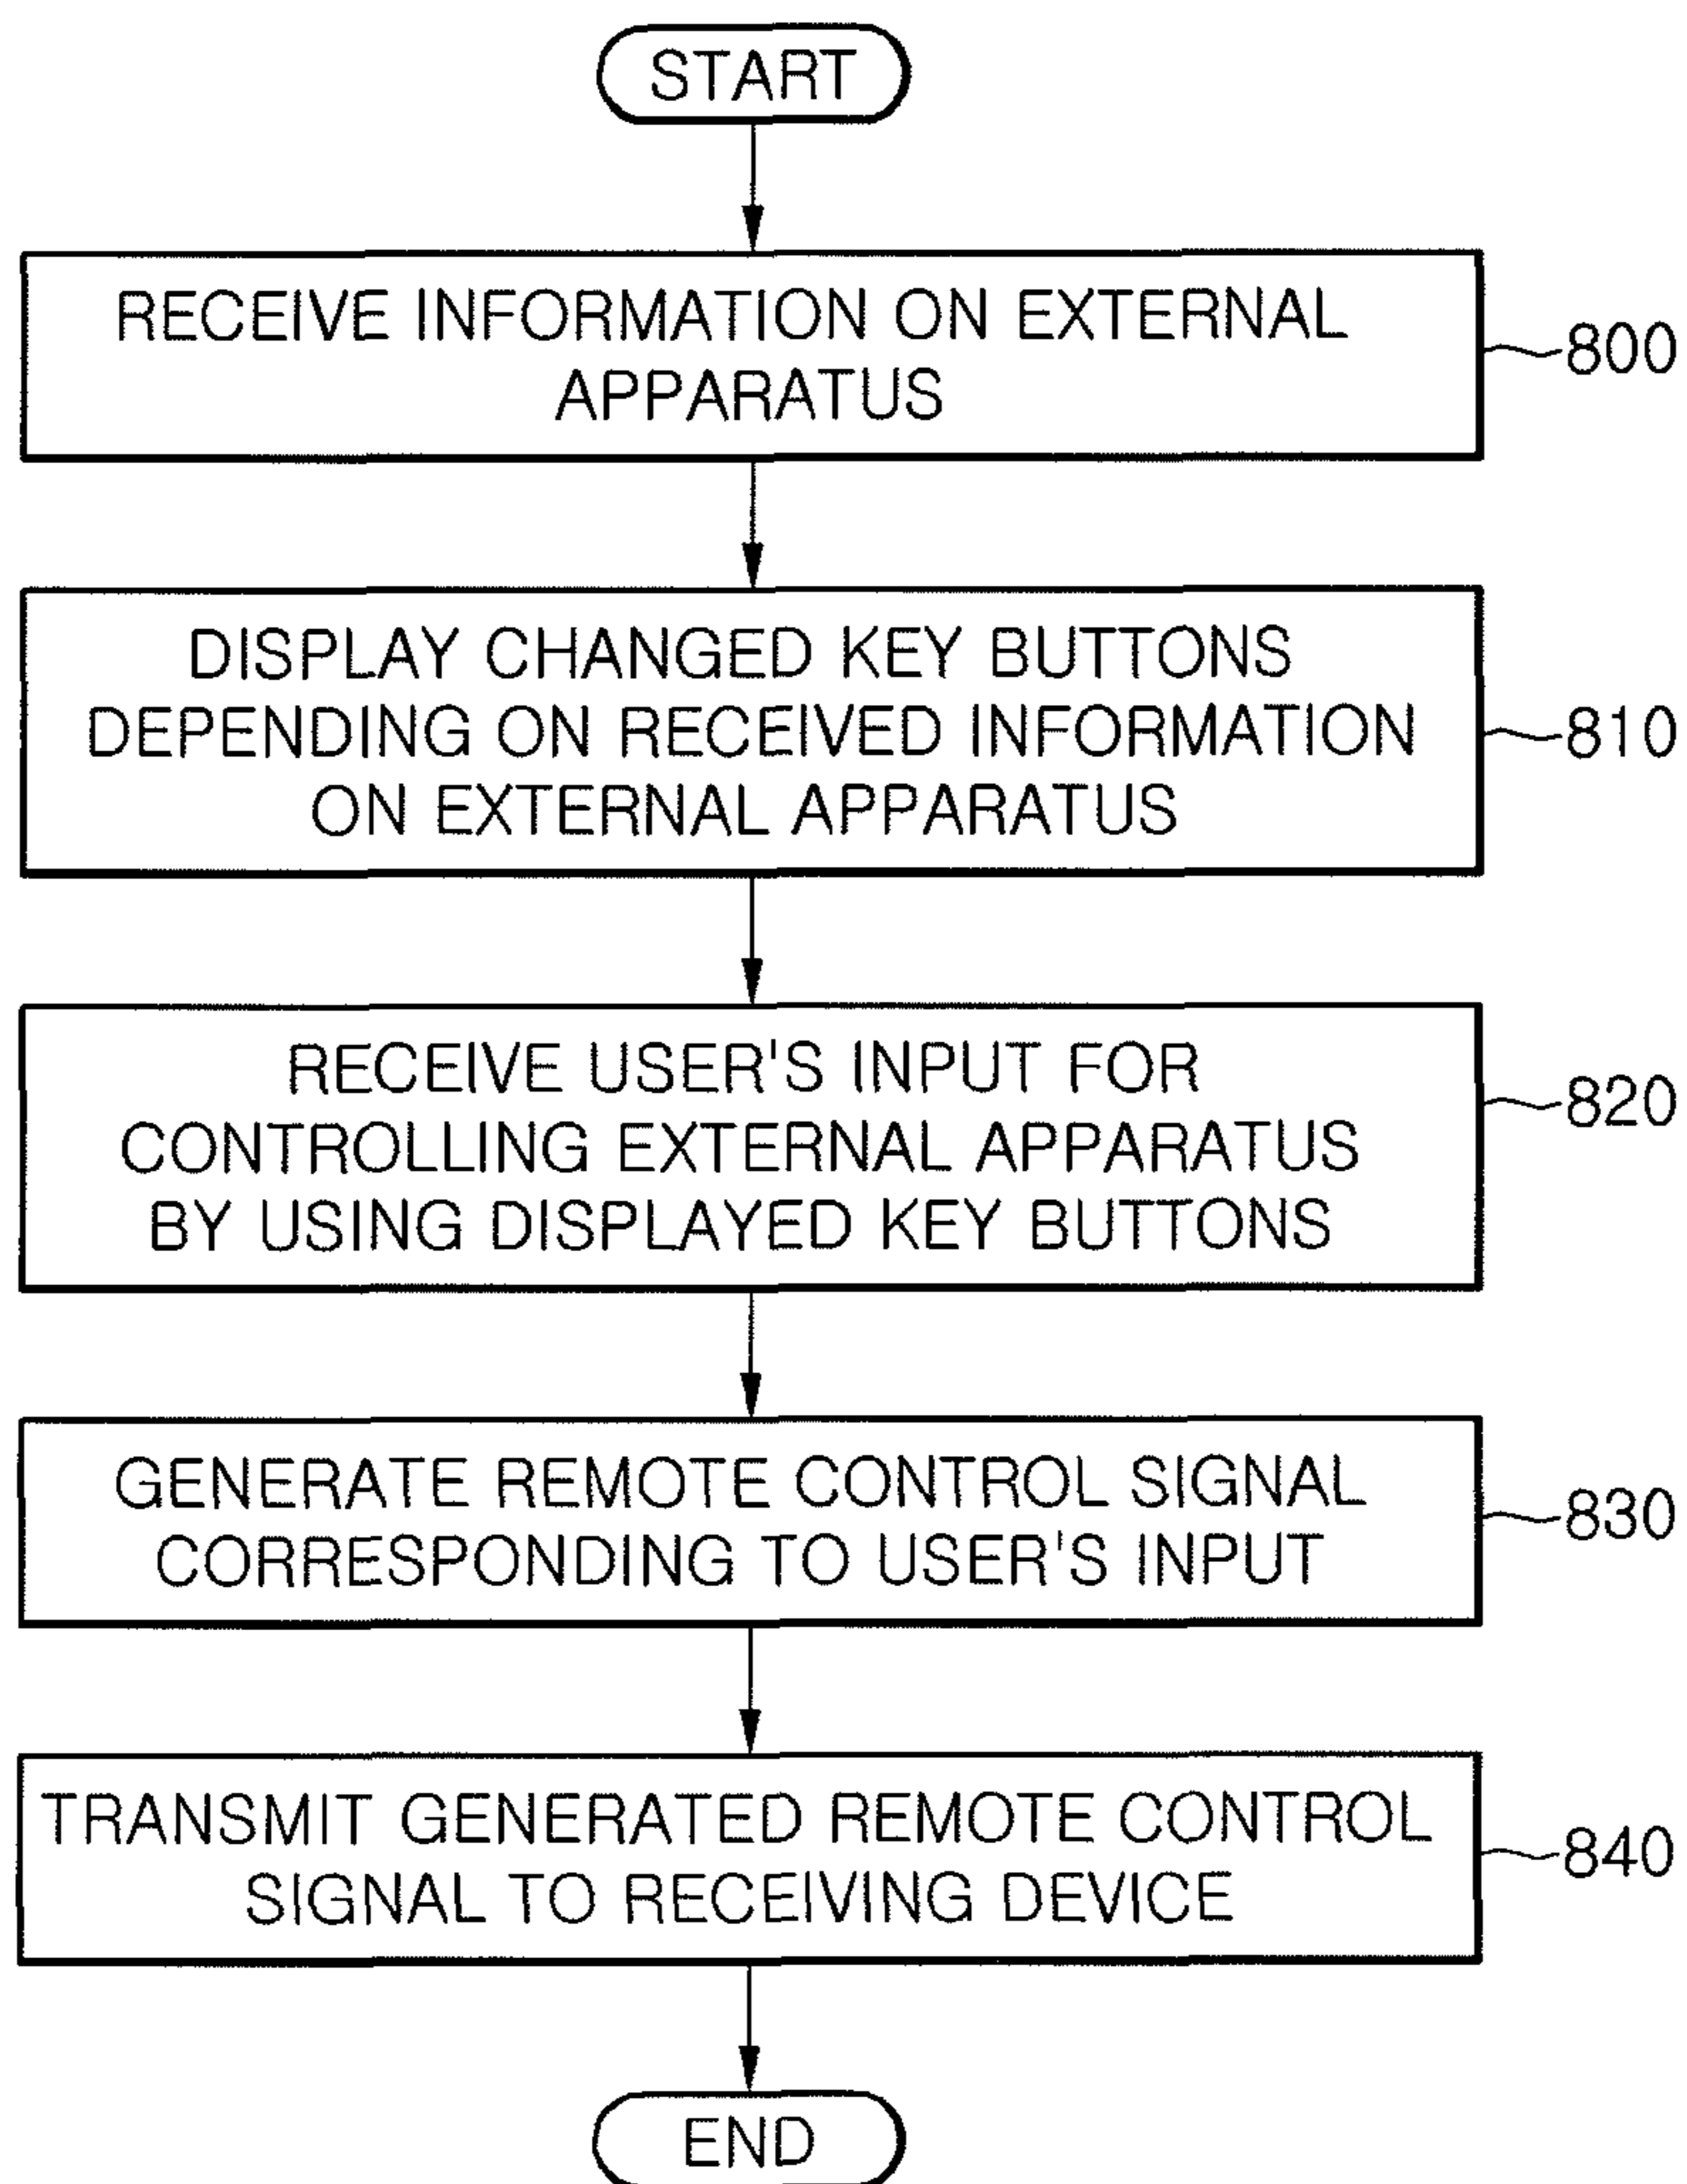 START
RECEIVE INFORMATION ON EXTERNAL
APPARATUS
800
DISPLAY CHANGED KEY BUTTONS
DEPENDING ON RECEIVED INFORMATION
ON EXTERNAL APPARATUS
810
RECEIVE USER'S INPUT FOR
CONTROLLING EXTERNAL APPARATUS
BY USING DISPLAYED KEY BUTTONS
820
GENERATE REMOTE CONTROL SIGNAL
CORRESPONDING TO USER'S INPUT
830
TRANSMIT GENERATED REMOTE CONTROL
SIGNAL TO RECEIVING DEVICE
840
END